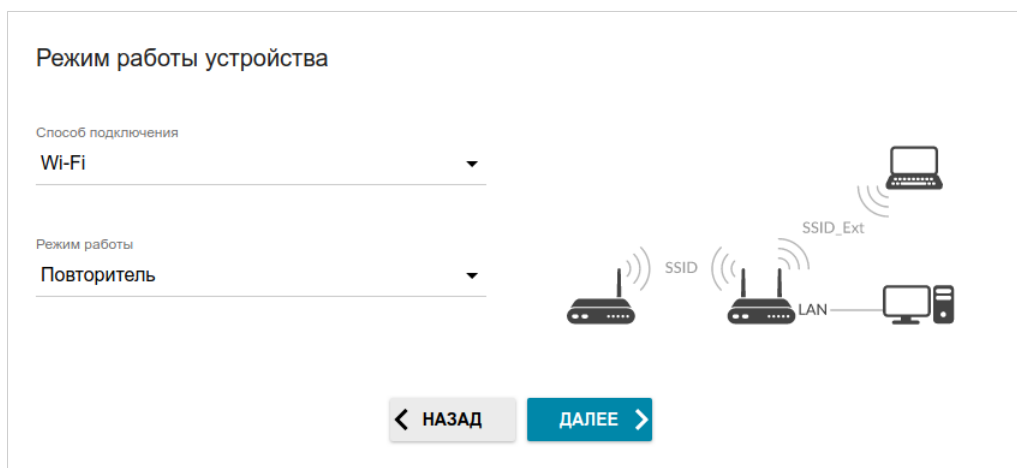 Режим работы устройства
Способ подключения
Wi-Fi
Режим работы
Повторитель
SSID
SSID_Ext
LAN
НАЗАД
ДАЛЕЕ